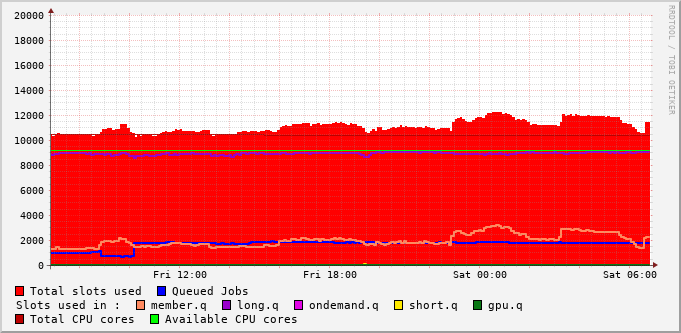 RRDTOOL / TOBI OETIKER
20000
18000
16000
14000
12000
10000
8000
6000
4000
2000
0
Fri 12:00 Fri 18:00 Sat 00:00 Sat 06:00
Total slots used Queued Jobs
Slots used in : member.q long.q ondemand.q short.q gpu.q
Total CPU cores Available CPU cores